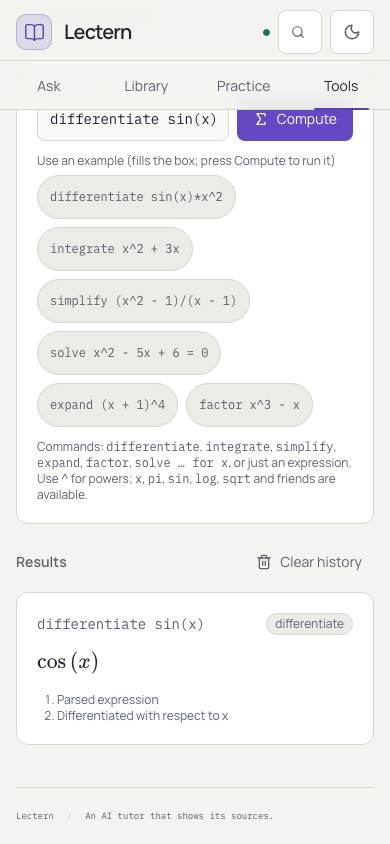 Lectern
Ask Library Practice Tools
differentiate sin(x) Σ Compute
Use an example (fills the box; press Compute to run it)
differentiate sin(x)*x^2
integrate x^2 + 3x
simplify (x^2 - 1)/(x - 1)
solve x^2 - 5x + 6 = 0
expand (x + 1)^4 factor x^3 - x
Commands: differentiate, integrate, simplify,
expand, factor, solve … for x, or just an expression.
Use ^ for powers; x, pi, sin, log, sqrt and friends are
available.
Results Clear history
differentiate sin(x) differentiate
cos (x)
1. Parsed expression
2. Differentiated with respect to x
Lectern / An AI tutor that shows its sources.